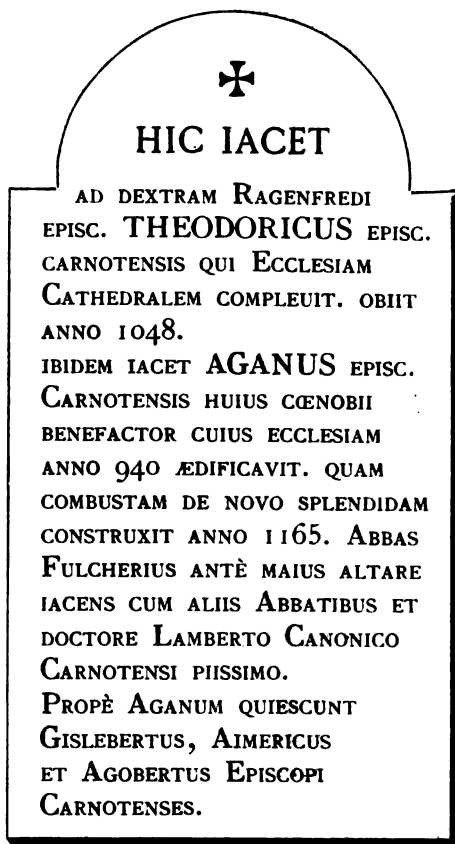 ✠
HIC IACET
AD DEXTRAM RAGENFREDI
EPISC. THEODORICUS EPISC.
CARNOTENSIS QUI ECCLESIAM
CATHEDRALEM COMPLEUIT. OBIIT
ANNO 1048.
IBIDEM IACET AGANUS EPISC.
CARNOTENSIS HUIUS CŒNOBII
BENEFACTOR CUIUS ECCLESIAM
ANNO 940 ÆDIFICAVIT. QUAM
COMBUSTAM DE NOVO SPLENDIDAM
CONSTRUXIT ANNO 1165. ABBAS
FULCHERIUS ANTÈ MAIUS ALTARE
IACENS CUM ALIIS ABBATIBUS ET
DOCTORE LAMBERTO CANONICO
CARNOTENSI PIISSIMO.
PROPÈ AGANUM QUIESCUNT
GISLEBERTUS, AIMERICUS
ET AGOBERTUS EPISCOPI
CARNOTENSES.